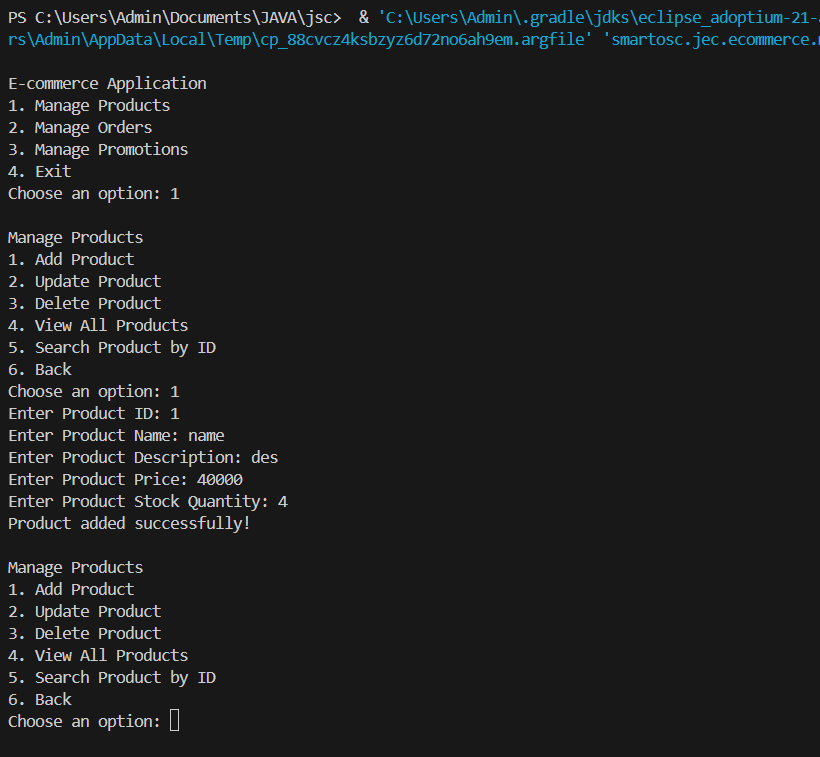 PS C:\Users\Admin\Documents\JAVA\jsc>  & 'C:\Users\Admin\.gradle\jdks\eclipse_adoptium-21-
rs\Admin\AppData\Local\Temp\cp_88cvcz4ksbzyz6d72no6ah9em.argfile' 'smartosc.jec.ecommerce.
E-commerce Application
1. Manage Products
2. Manage Orders
3. Manage Promotions
4. Exit
Choose an option: 1
Manage Products
1. Add Product
2. Update Product
3. Delete Product
4. View All Products
5. Search Product by ID
6. Back
Choose an option: 1
Enter Product ID: 1
Enter Product Name: name
Enter Product Description: des
Enter Product Price: 40000
Enter Product Stock Quantity: 4
Product added successfully!
Manage Products
1. Add Product
2. Update Product
3. Delete Product
4. View All Products
5. Search Product by ID
6. Back
Choose an option: